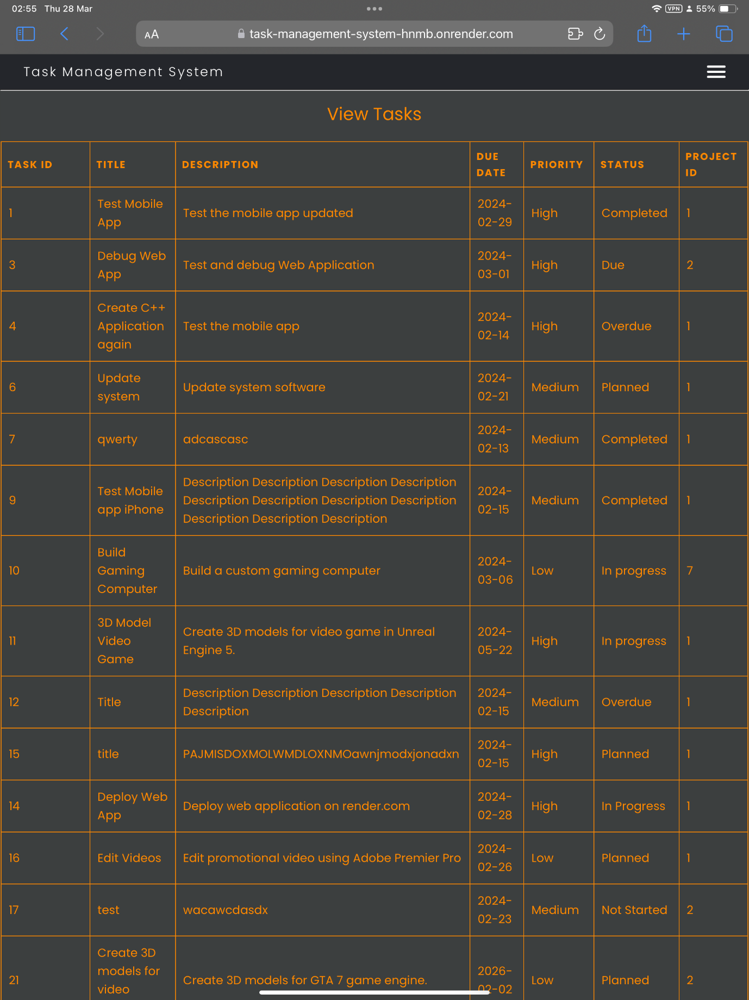 02:55 Thu 28 Mar
VPN 55%
AA task-management-system-hnmb.onrender.com
Task Management System
View Tasks
TASK ID TITLE DESCRIPTION DUE DATE PRIORITY STATUS PROJECT ID
1 Test Mobile App Test the mobile app updated 2024-02-29 High Completed 1
3 Debug Web App Test and debug Web Application 2024-03-01 High Due 2
4 Create C++ Application again Test the mobile app 2024-02-14 High Overdue 1
6 Update system Update system software 2024-02-21 Medium Planned 1
7 qwerty adcascasc 2024-02-13 Medium Completed 1
9 Test Mobile app iPhone Description Description Description Description Description Description Description Description Description Description Description 2024-02-15 Medium Completed 1
10 Build Gaming Computer Build a custom gaming computer 2024-03-06 Low In progress 7
11 3D Model Video Game Create 3D models for video game in Unreal Engine 5. 2024-05-22 High In progress 1
12 Title Description Description Description Description Description 2024-02-15 Medium Overdue 1
15 title PAJMISDOXMOLWMDLOXNMOawnjmodxjonadxn 2024-02-15 High Planned 1
14 Deploy Web App Deploy web application on render.com 2024-02-28 High In Progress 1
16 Edit Videos Edit promotional video using Adobe Premier Pro 2024-02-26 Low Planned 1
17 test wacawcdasdx 2024-02-23 Medium Not Started 2
21 Create 3D models for video Create 3D models for GTA 7 game engine. 2026-02-02 Low Planned 2